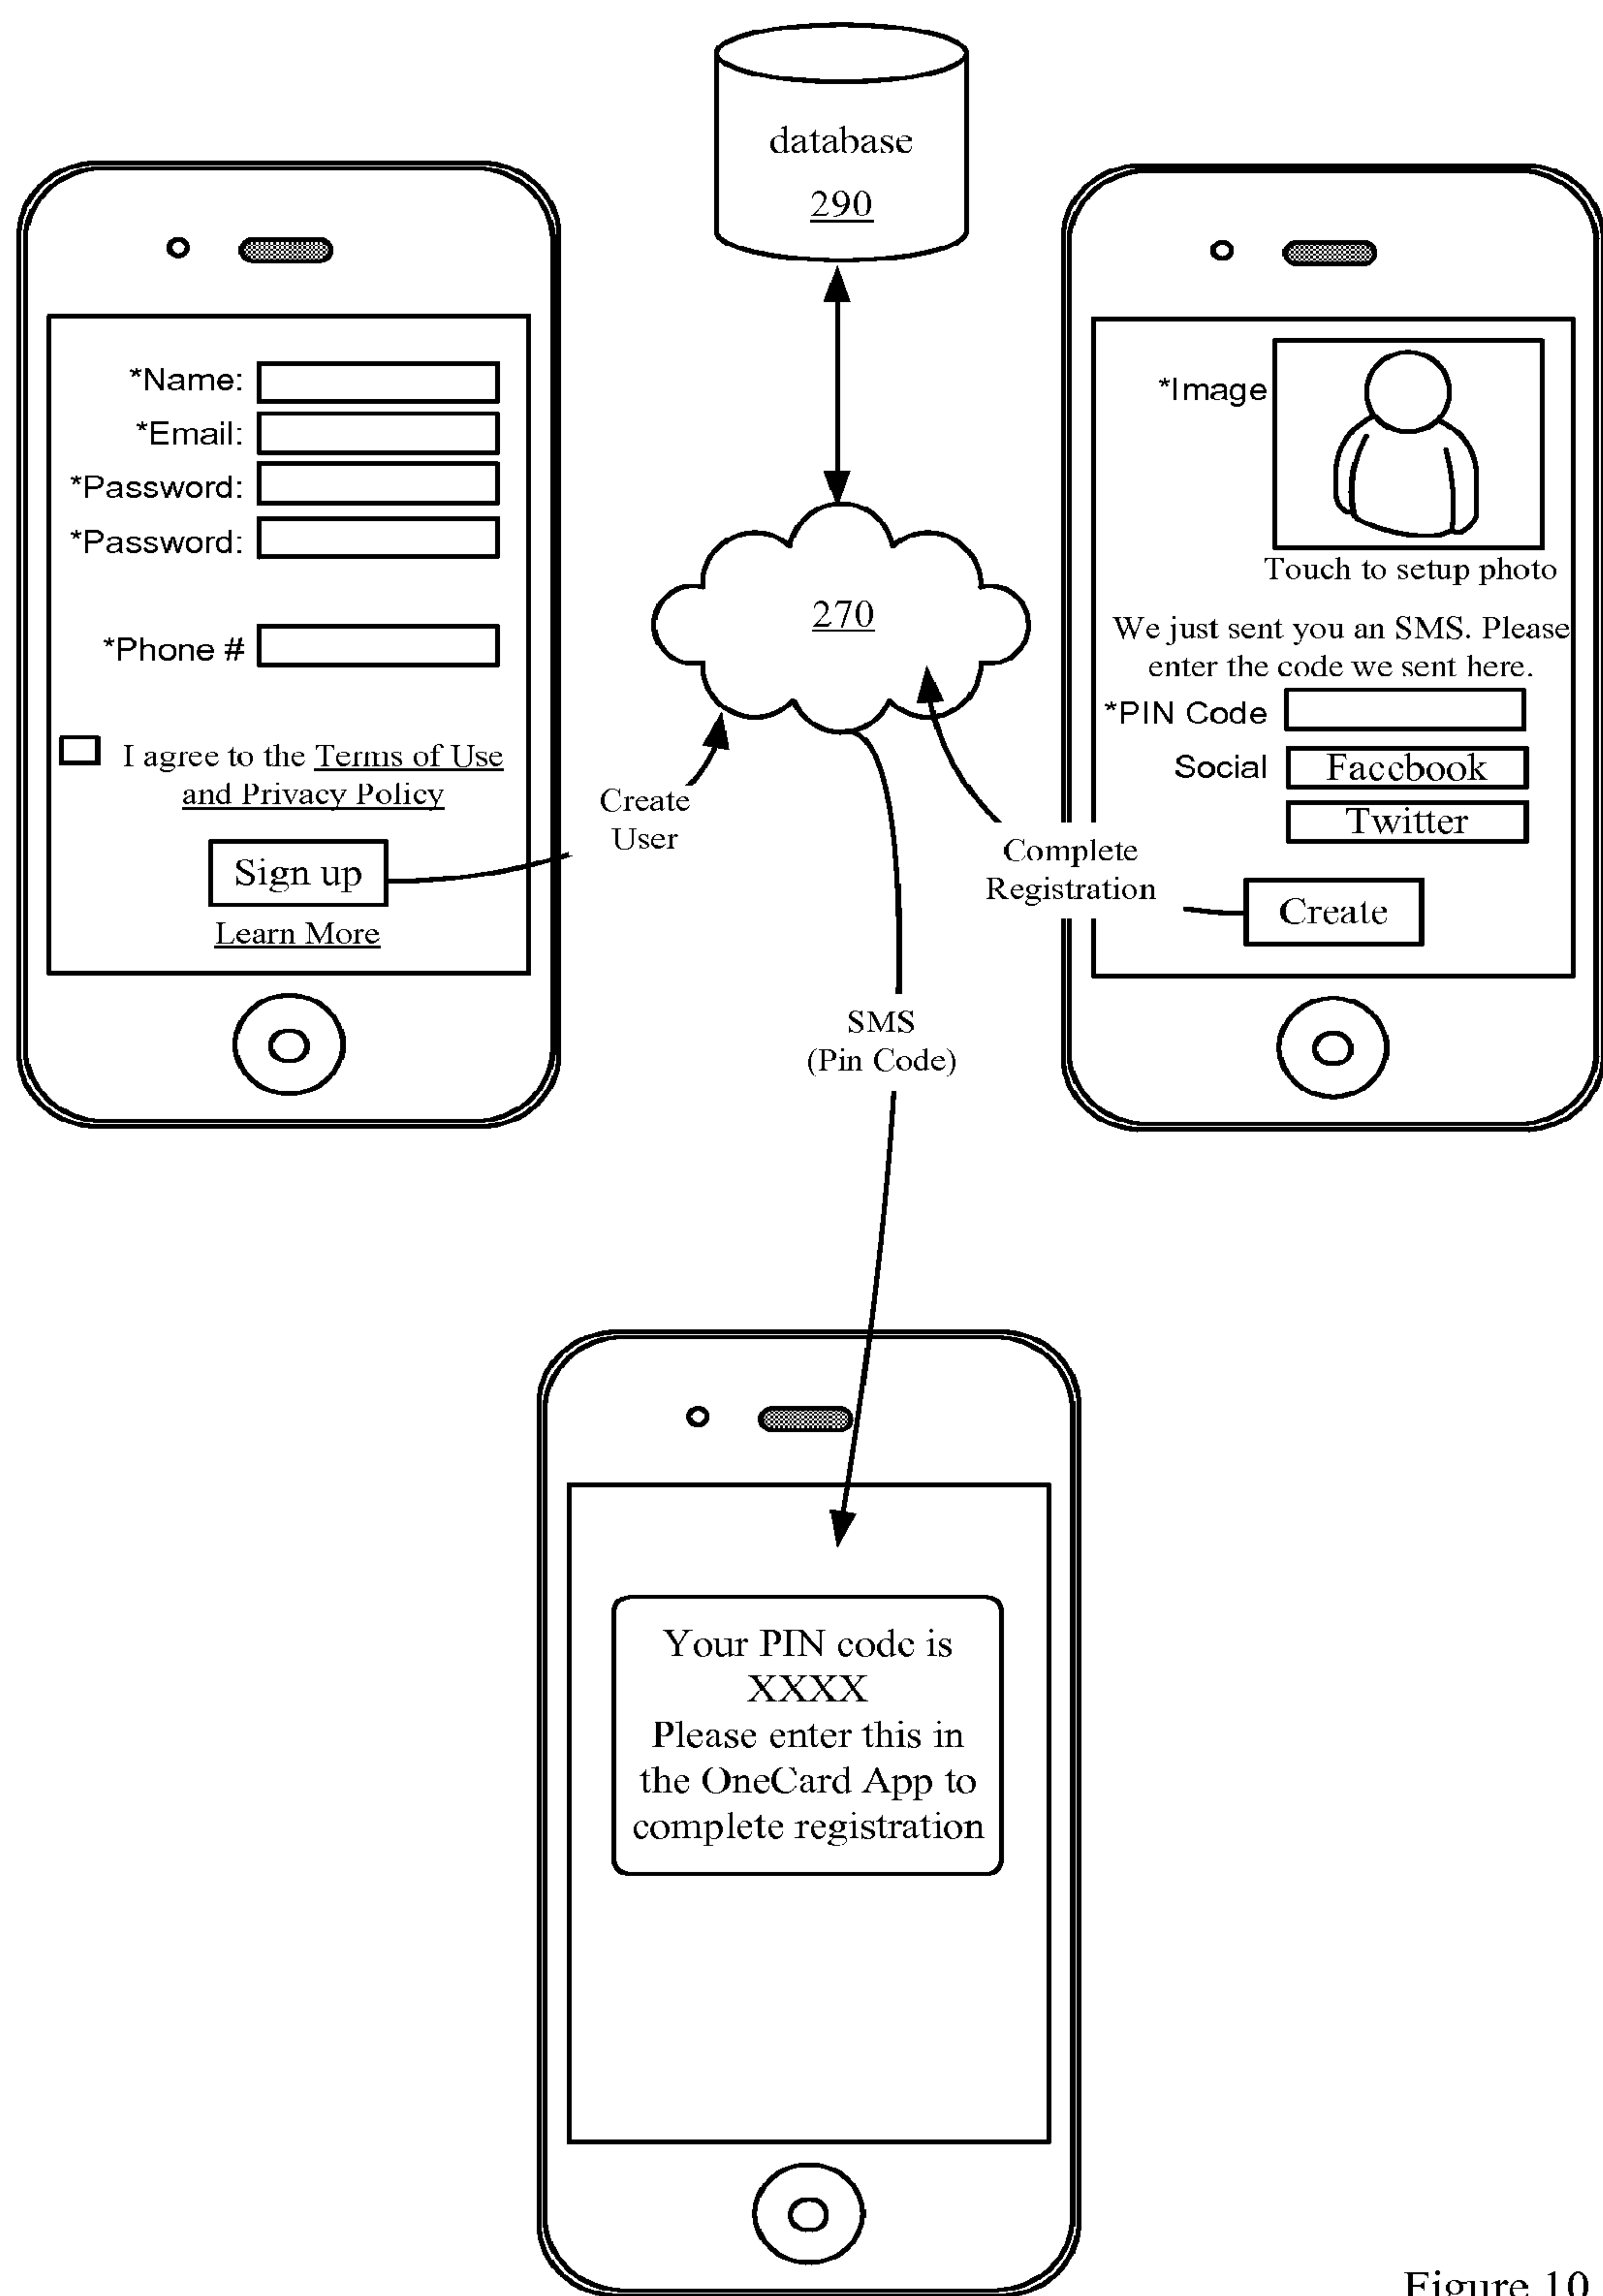 database
290
*Name:
*Email:
*Password:
*Password:
*Phone #
I agree to the Terms of Use
and Privacy Policy
Sign up
Learn More
270
Create
User
SMS
(Pin Code)
Complete
Registration
*Image
Touch to setup photo
We just sent you an SMS. Please
enter the code we sent here.
*PIN Code
Social
Facebook
Twitter
Create
Your PIN code is
XXXX
Please enter this in
the OneCard App to
complete registration
Figure 10